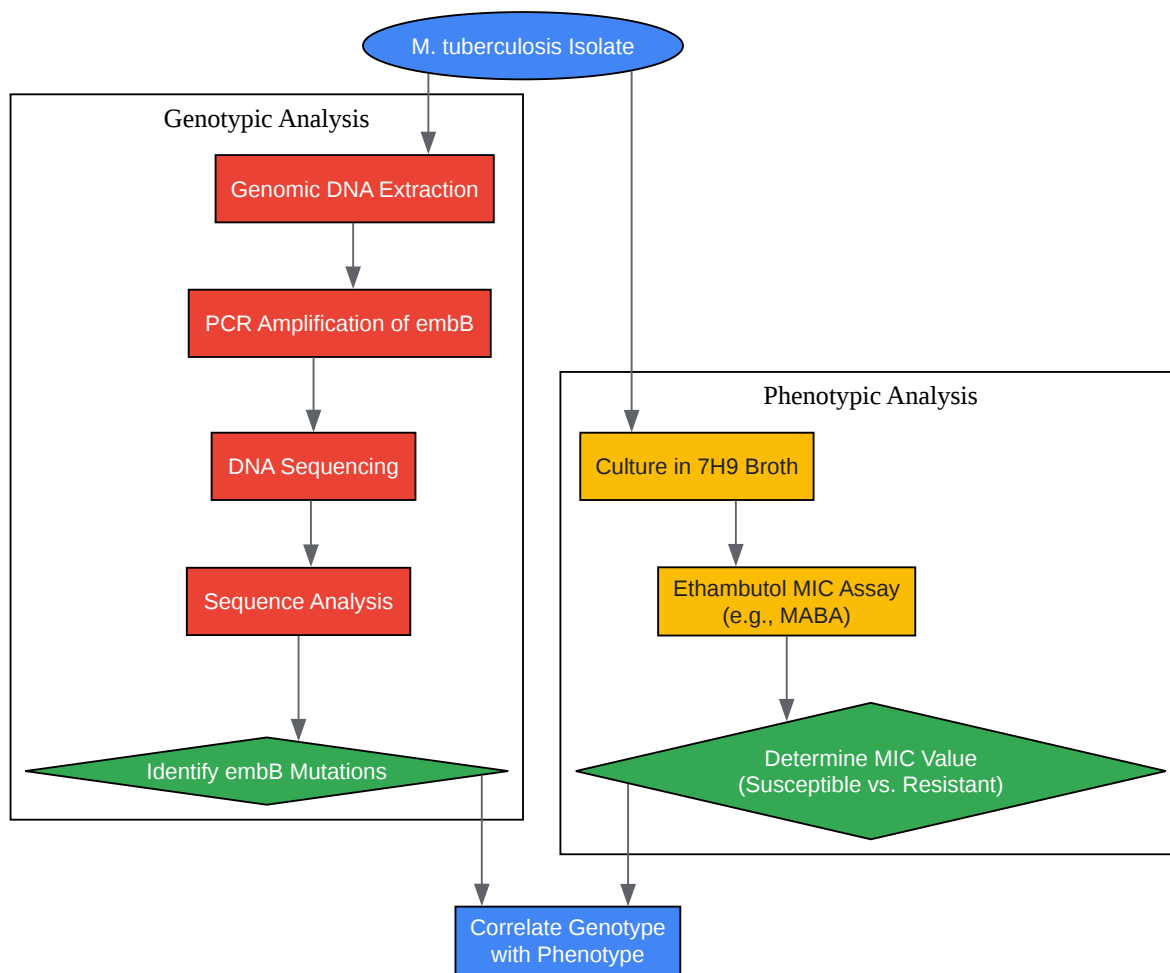 M. tuberculosis Isolate
Genotypic Analysis
Genomic DNA Extraction
PCR Amplification of embB
DNA Sequencing
Sequence Analysis
Identify embB Mutations
Phenotypic Analysis
Culture in 7H9 Broth
Ethambutol MIC Assay
(e.g., MABA)
Determine MIC Value
(Susceptible vs. Resistant)
Correlate Genotype
with Phenotype